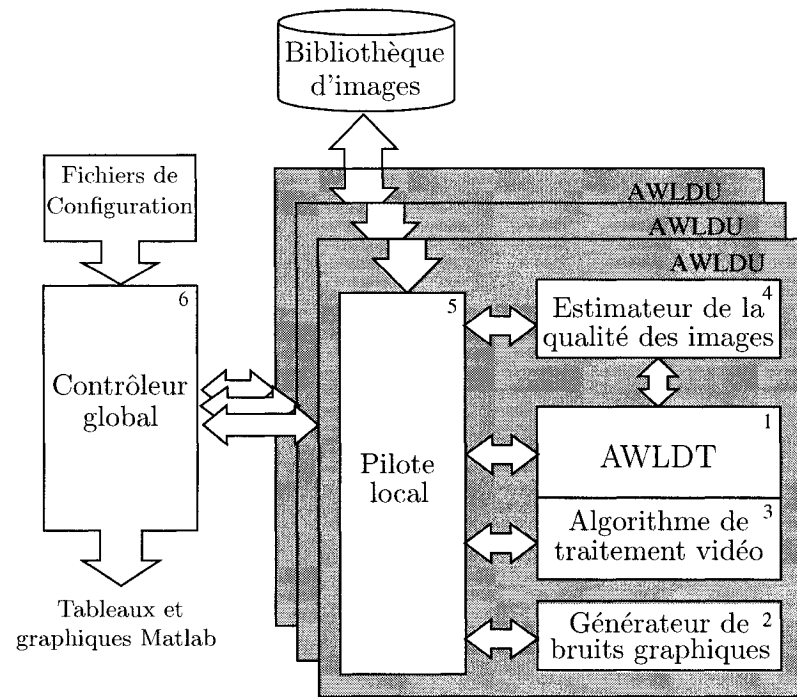 Bibliothèque
d'images
Fichiers de
Configuration
AWLDU
AWLDU
AWLDU
6
Contrôleur
global
5
Pilote
local
4
Estimateur de la
qualité des images
1
AWLDT
3
Algorithme de
traitement vidéo
2
Générateur de
bruits graphiques
Tableaux et
graphiques Matlab